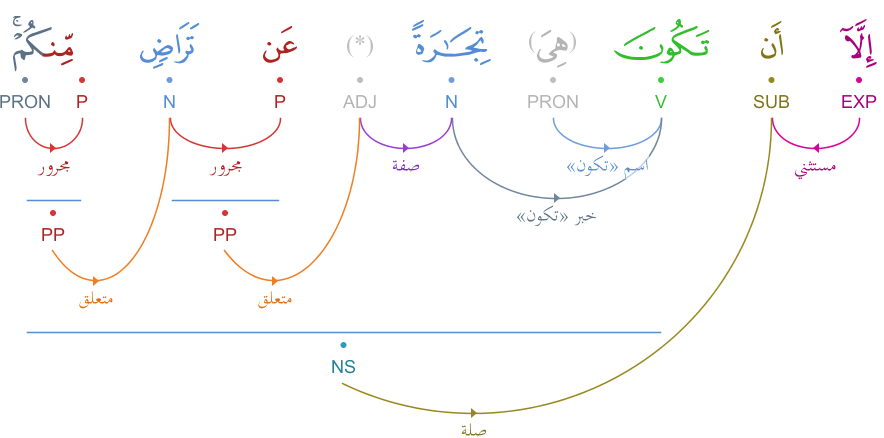 إِلَّآ أَن تَكُونَ (هِىَ) تِجَـٰرَةً (*) عَن تَرَاضٍ مِّنكُمْ ۚ
PRON P N P ADJ N PRON V SUB EXP
مجرور مجرور صفة اسم «تكون» مستثني
خبر «تكون»
PP PP
متعلق متعلق
NS
صلة